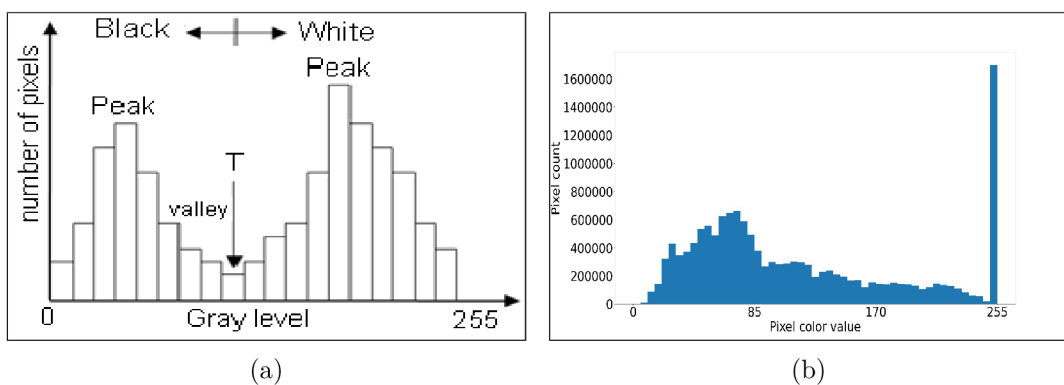 Black White
Peak
Peak
T
valley
number of pixels
0 Gray level 255
(a)
1600000
1400000
1200000
1000000
800000
600000
400000
200000
0
Pixel count
0 85 170 255
Pixel color value
(b)